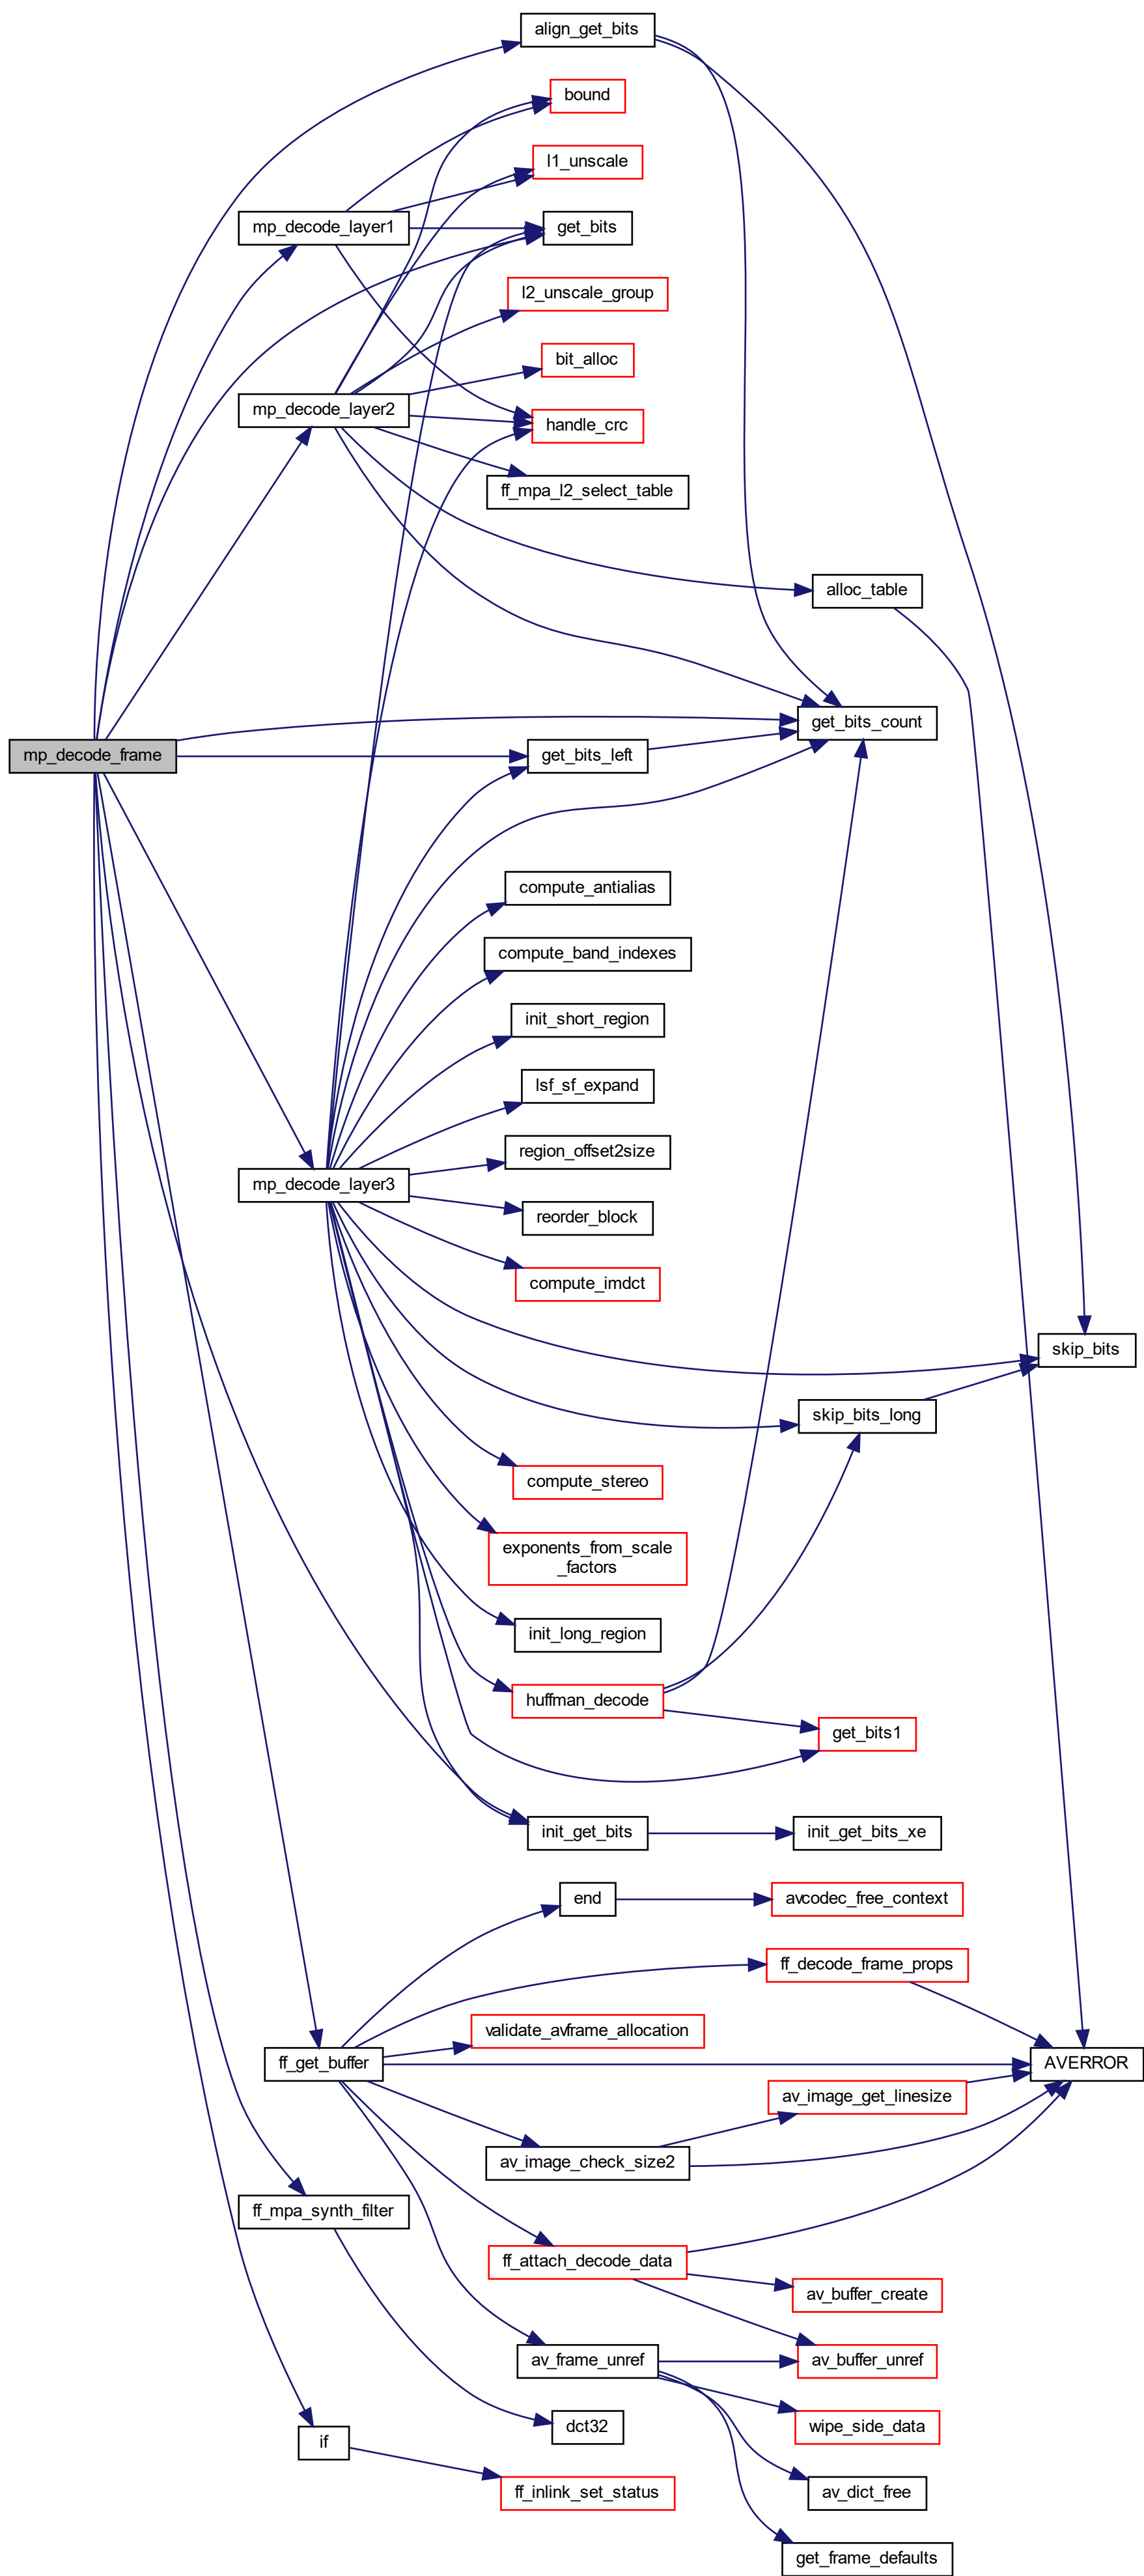 align_get_bits
bound
l1_unscale
mp_decode_layer1
get_bits
l2_unscale_group
bit_alloc
mp_decode_layer2
handle_crc
ff_mpa_l2_select_table
alloc_table
get_bits_count
mp_decode_frame
get_bits_left
compute_antialias
compute_band_indexes
init_short_region
lsf_sf_expand
region_offset2size
mp_decode_layer3
reorder_block
compute_imdct
skip_bits
skip_bits_long
compute_stereo
exponents_from_scale
_factors
init_long_region
huffman_decode
get_bits1
init_get_bits
init_get_bits_xe
end
avcodec_free_context
ff_decode_frame_props
validate_avframe_allocation
ff_get_buffer
AVERROR
av_image_get_linesize
av_image_check_size2
ff_mpa_synth_filter
ff_attach_decode_data
av_buffer_create
av_frame_unref
av_buffer_unref
dct32
wipe_side_data
if
ff_inlink_set_status
av_dict_free
get_frame_defaults